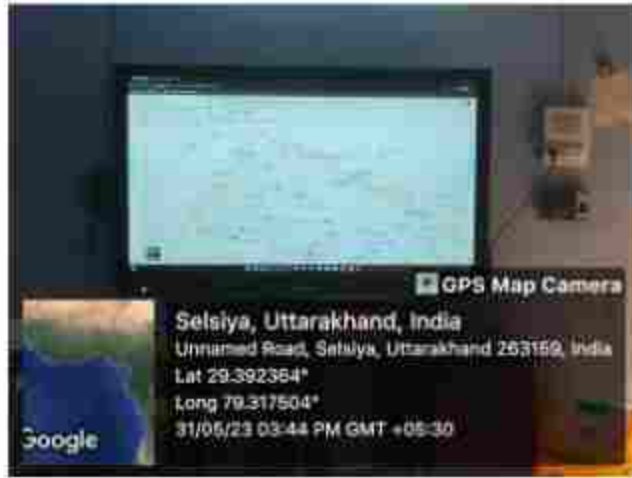 GPS Map Camera
Selsiya, Uttarakhand, India
Unnamed Road, Selsiya, Uttarakhand 263159, India
Lat 29.392364°
Long 79.317504°
31/05/23 03:44 PM GMT +05:30
Google